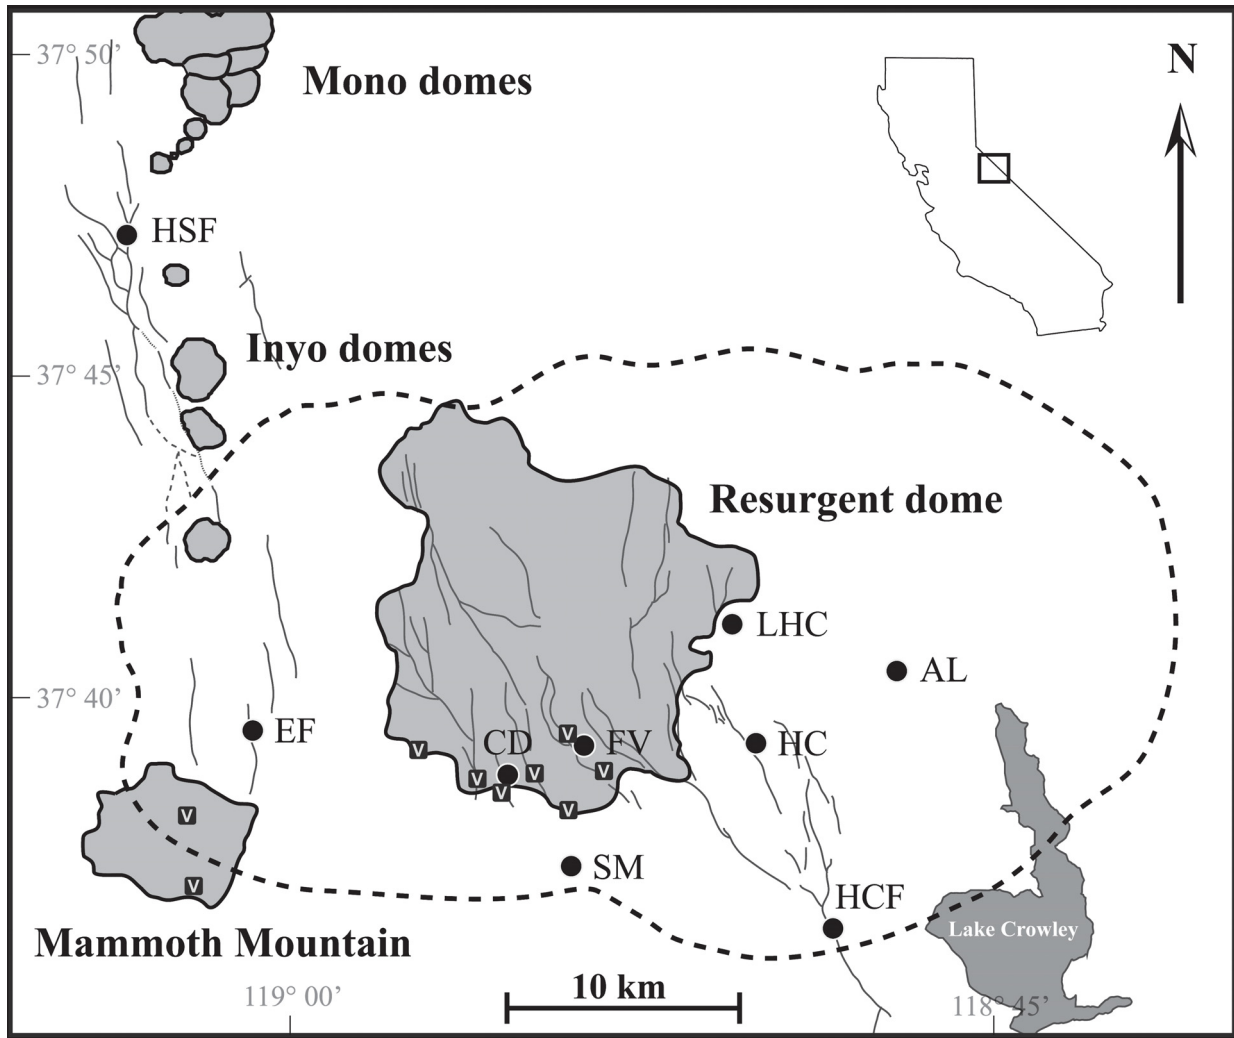 37° 50’
Mono domes
N
HSF
Inyo domes
37° 45’
Resurgent dome
LHC
AL
37° 40’
EF
CD
FV
HC
V
V
V
V
V
V
V
V
V
SM
HCF
Lake Crowley
Mammoth Mountain
10 km
119° 00’
118° 45’